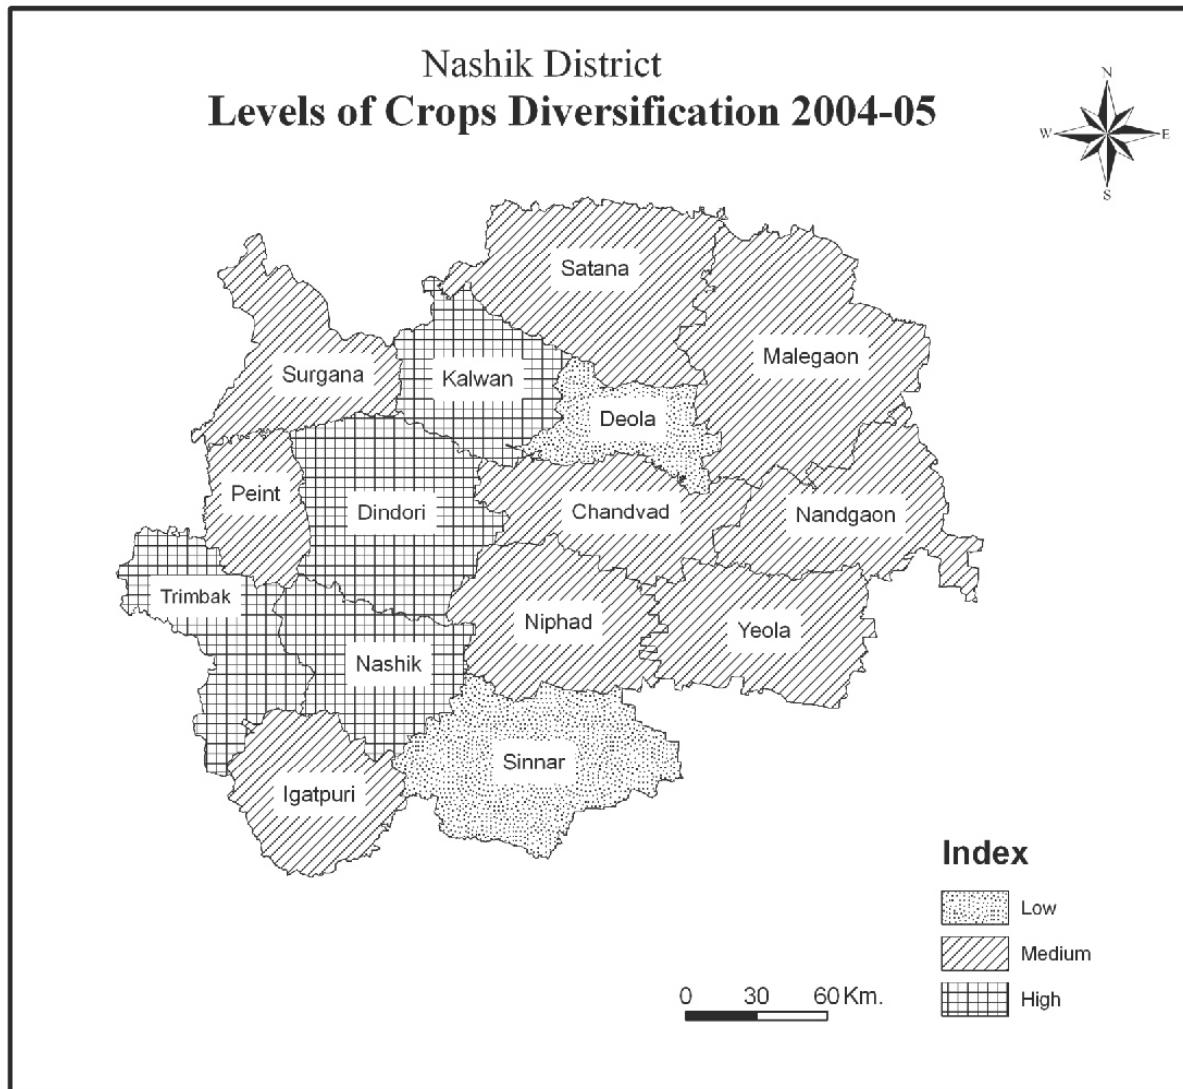 Nashik District
Levels of Crops Diversification 2004-05
N
W E
S
Satana
Malegaon
Surgana
Kalwan
Deola
Peint
Dindori
Chandvad
Nandgaon
Trimbak
Niphad
Yeola
Nashik
Sinnar
Igatpuri
Index
Low
Medium
High
0 30 60 Km.